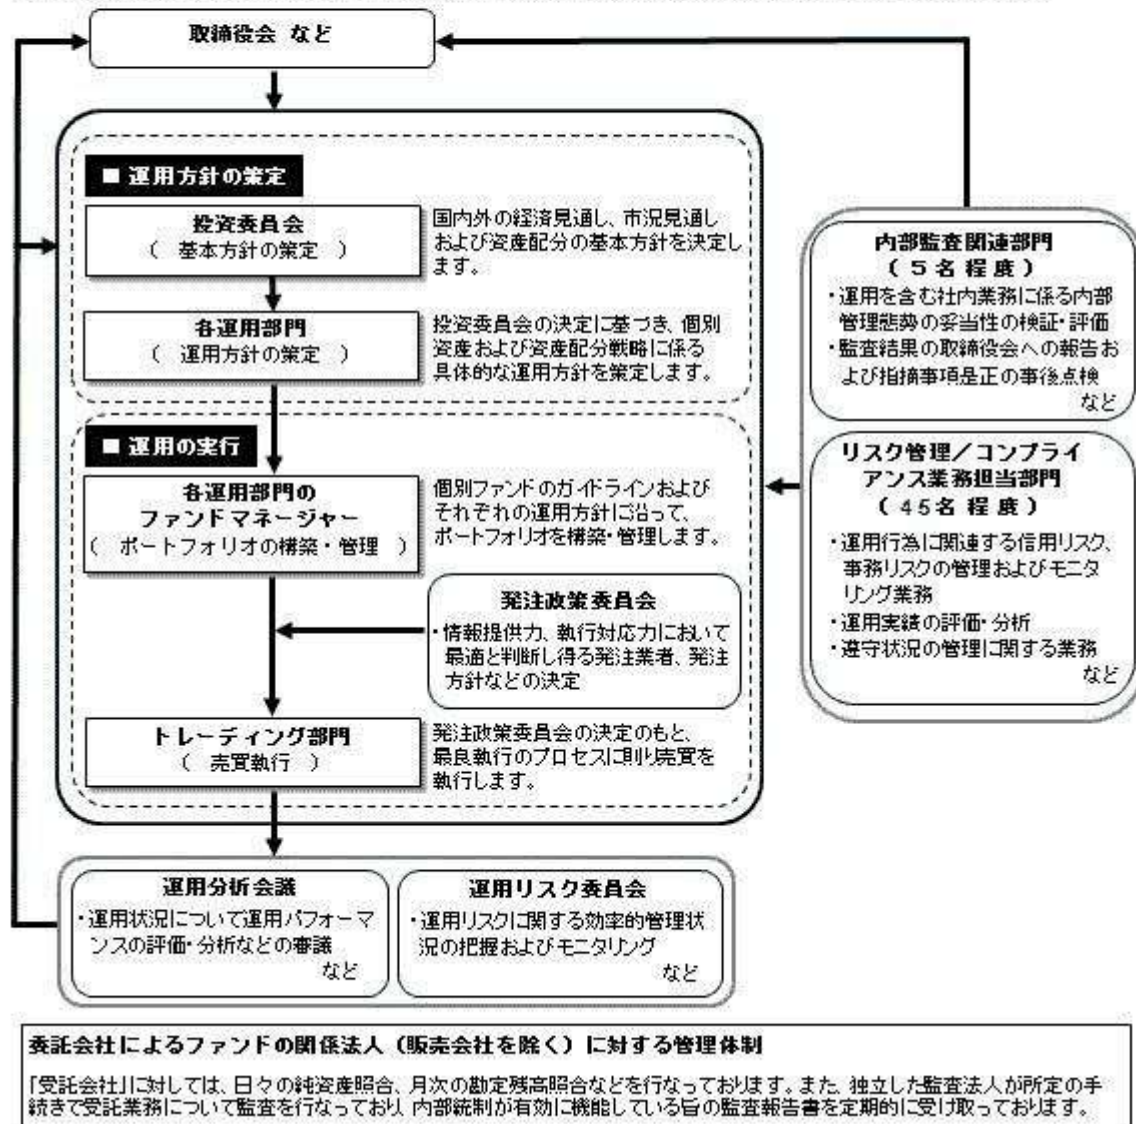 取締役会 など
■ 運用方針の策定
投資委員会
( 基本方針の策定 )
国内外の経済見通し、市況見通し
および資産配分の基本方針を決定し
ます。
各運用部門
( 運用方針の策定 )
投資委員会の決定に基づき、個別
資産および資産配分戦略に係る
具体的な運用方針を策定します。
■ 運用の実行
各運用部門の
ファンドマネージャー
( ポートフォリオの構築・管理 )
個別ファンドのガイドラインおよび
それぞれの運用方針に沿って、
ポートフォリオを構築・管理します。
発注政策委員会
・情報提供力、執行対応力において
最適と判断し得る発注業者、発注
方針などの決定
トレーディング部門
( 売買執行 )
発注政策委員会の決定のもと、
最良執行のプロセスに則り売買を
執行します。
内部監査関連部門
(5名程度)
・運用を含む社内業務に係る内部
管理態勢の妥当性の検証・評価
・監査結果の取締役会への報告お
よび指摘事項是正の事後点検
など
リスク管理/コンプライ
アンス業務担当部門
(45名程度)
・運用行為に関連する信用リスク、
事務リスクの管理およびモニタ
リング業務
・運用実績の評価・分析
・遵守状況の管理に関する業務
など
運用分析会議
・運用状況について運用パフォーマ
ンスの評価・分析などの審議
など
運用リスク委員会
・運用リスクに関する効率的管理状
況の把握およびモニタリング
など
委託会社によるファンドの関係法人(販売会社を除く)に対する管理体制
「受託会社」に対しては、日々の純資産照合、月次の勘定残高照合などを行なっております。また、独立した監査法人が所定の手
続きで受託業務について監査を行なっており、内部統制が有効に機能している旨の監査報告書を定期的に受け取っております。